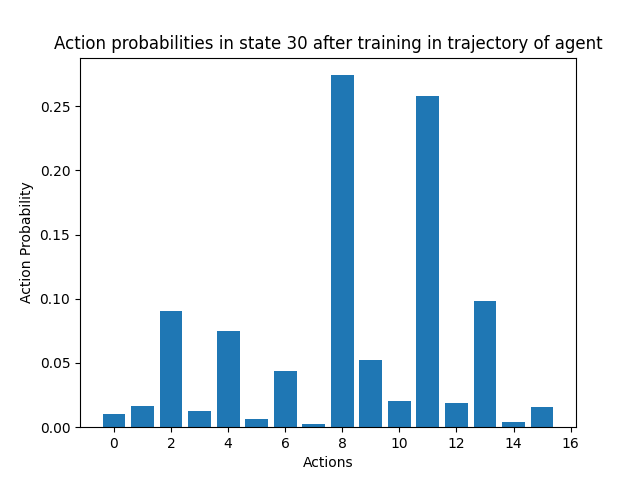 Action probabilities in state 30 after training in trajectory of agent
0.25
0.20
0.15
0.10
0.05
0.00
Action Probability
0 2 4 6 8 10 12 14 16
Actions